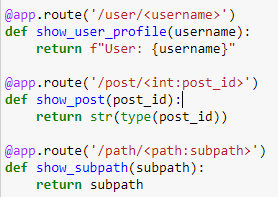 @app.route('/user/<username>')
def show_user_profile(username):
    return f"User: {username}"

@app.route('/post/<int:post_id>')
def show_post(post_id):
    return str(type(post_id))

@app.route('/path/<path:subpath>')
def show_subpath(subpath):
    return subpath